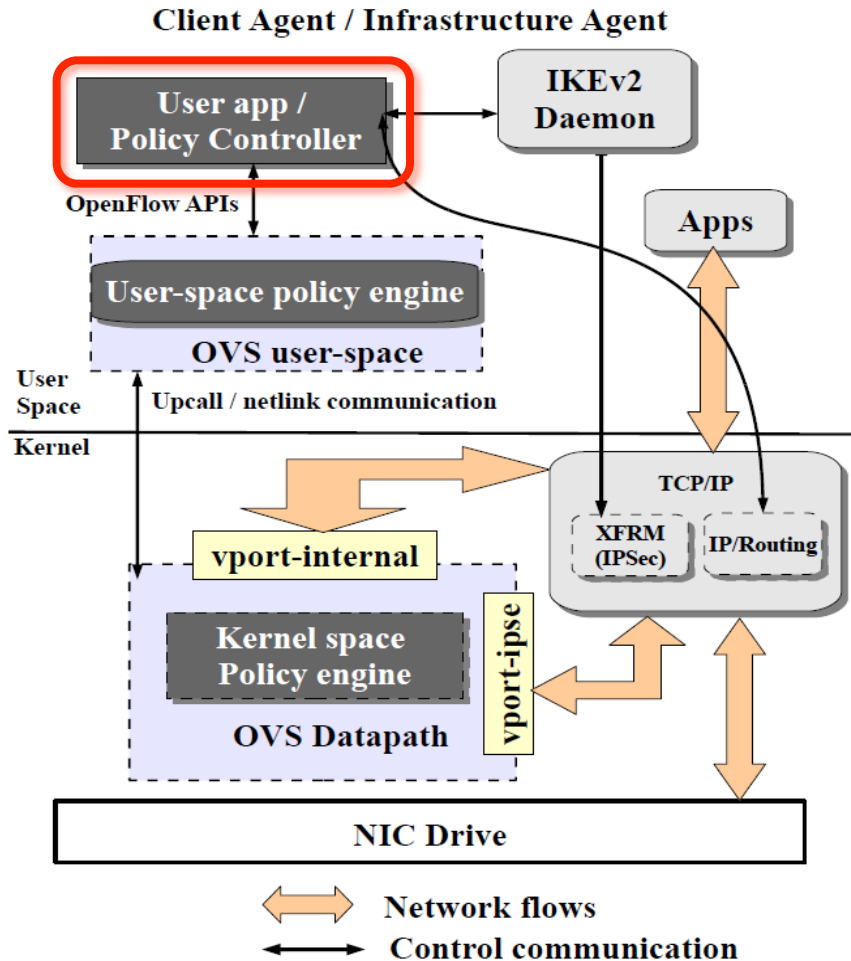 Client Agent / Infrastructure Agent
User app /
Policy Controller
IKEv2
Daemon
OpenFlow APIs
Apps
User-space policy engine
OVS user-space
User
Space
Upcall / netlink communication
Kernel
TCP/IP
XFRM
(IPSec)
IP/Routing
vport-internal
Kernel space
Policy engine
vport-ipse
OVS Datapath
NIC Drive
Network flows
Control communication